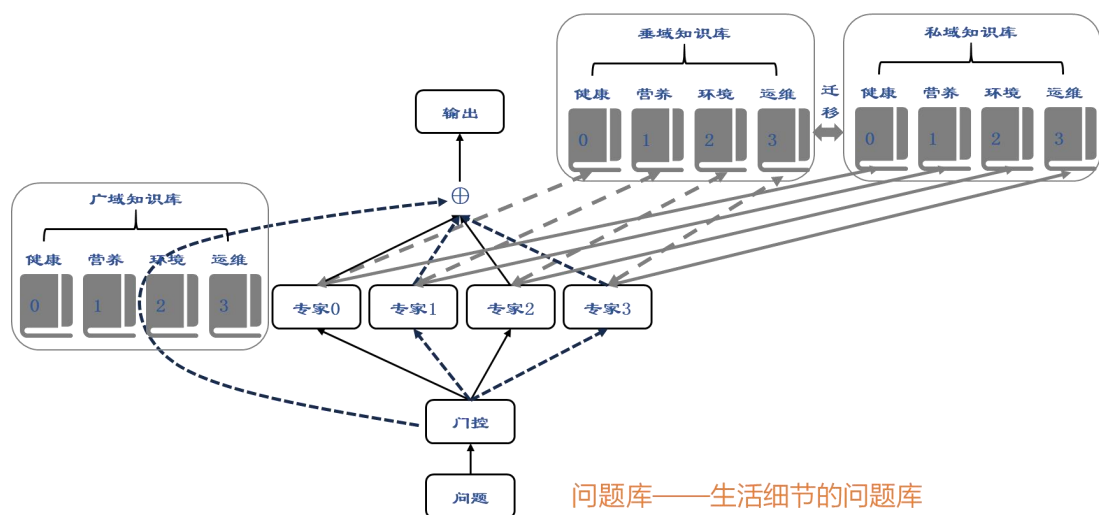 垂域知识库
健康 营养 环境 运维
0 1 2 3
迁移
私域知识库
健康 营养 环境 运维
0 1 2 3
输出
广域知识库
健康 营养 环境 运维
0 1 2 3
专家0 专家1 专家2 专家3
门控
问题
问题库——生活细节的问题库